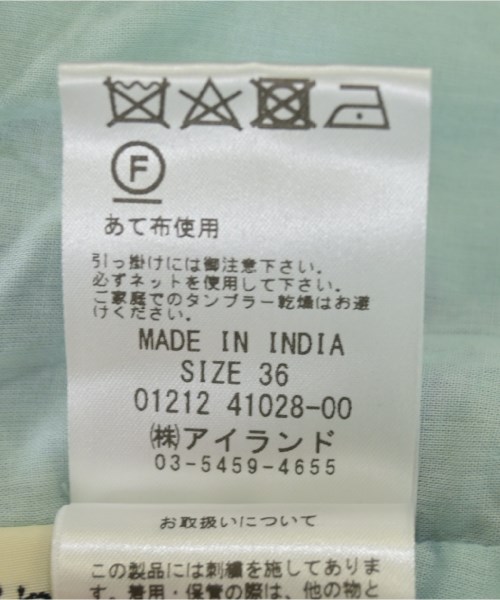 F
あて布使用
引っ掛けには御注意下さい。
必ずネットを使用して下さい。
ご家庭でのタンブラー乾燥はお避
けください。
MADE IN INDIA
SIZE 36
01212 41028-00
㈱アイランド
03-5459-4655
お取扱いについて
この製品には刺繍を施してありま
す。着用・保管の際は、他の物と